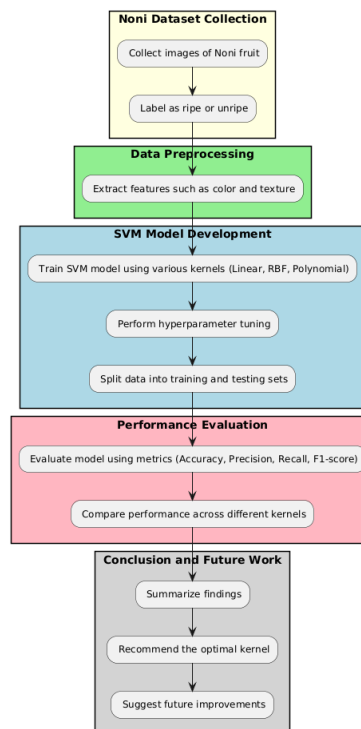 Noni Dataset Collection
Collect images of Noni fruit
Label as ripe or unripe
Data Preprocessing
Extract features such as color and texture
SVM Model Development
Train SVM model using various kernels (Linear, RBF, Polynomial)
Perform hyperparameter tuning
Split data into training and testing sets
Performance Evaluation
Evaluate model using metrics (Accuracy, Precision, Recall, F1-score)
Compare performance across different kernels
Conclusion and Future Work
Summarize findings
Recommend the optimal kernel
Suggest future improvements